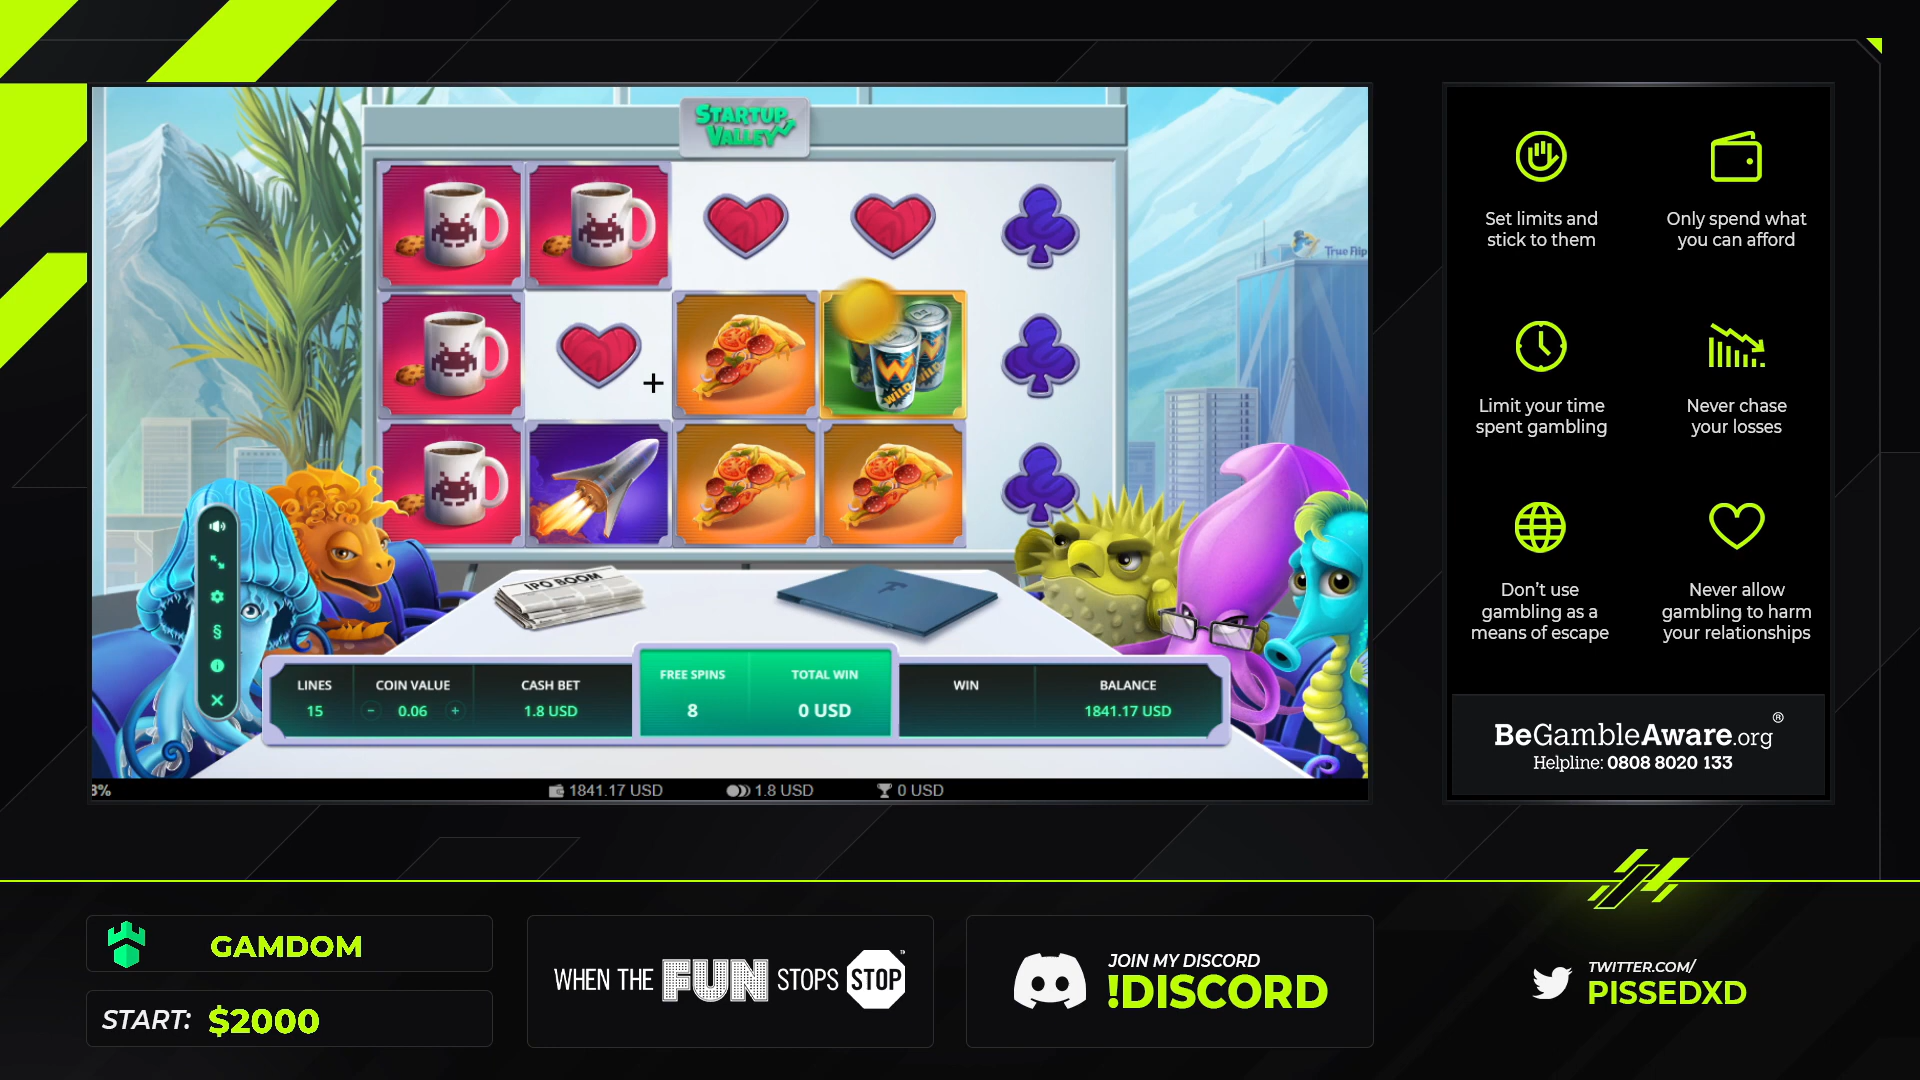 STARTUP
VALLEY
True Flip
W
WILD
IPO BOOM
LINES
15
COIN VALUE
- 0.06 +
CASH BET
1.8 USD
FREE SPINS
8
TOTAL WIN
0 USD
WIN
BALANCE
1841.17 USD
3%
1841.17 USD
1.8 USD
0 USD
Set limits and
stick to them
Only spend what
you can afford
Limit your time
spent gambling
Never chase
your losses
Don't use
gambling as a
means of escape
Never allow
gambling to harm
your relationships
BeGambleAware.org®
Helpline: 0808 8020 133
GAMDOM
START: $2000
WHEN THE FUN STOPS STOP™
JOIN MY DISCORD
!DISCORD
TWITTER.COM/
PISSEDXD